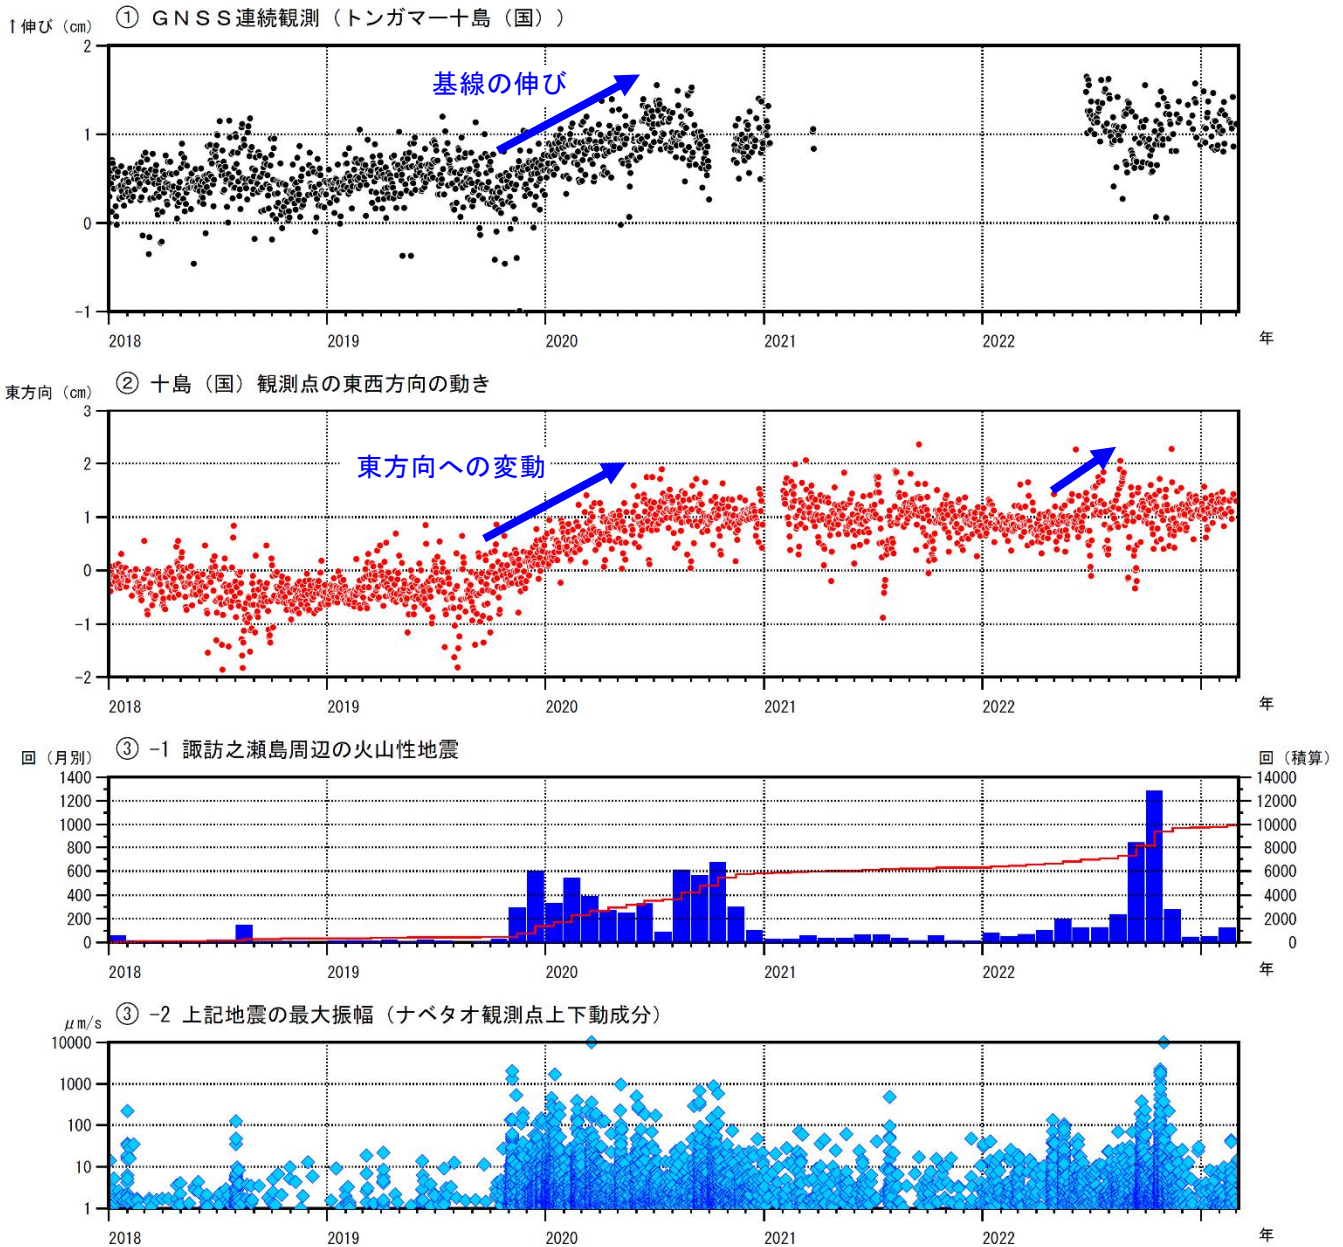 ① ＧＮＳＳ連続観測（トンガマー十島（国））
↑伸び（cm）
2
基線の伸び
1
0
-1
2018 2019 2020 2021 2022 年
② 十島（国）観測点の東西方向の動き
東方向（cm）
3
2
東方向への変動
1
0
-1
-2
2018 2019 2020 2021 2022 年
③ -1 諏訪之瀬島周辺の火山性地震
回（月別） 回（積算）
1400 14000
1200 12000
1000 10000
800 8000
600 6000
400 4000
200 2000
0 0
2018 2019 2020 2021 2022 年
③ -2 上記地震の最大振幅（ナベタオ観測点上下動成分）
μm/s
10000
1000
100
10
1
2018 2019 2020 2021 2022 年